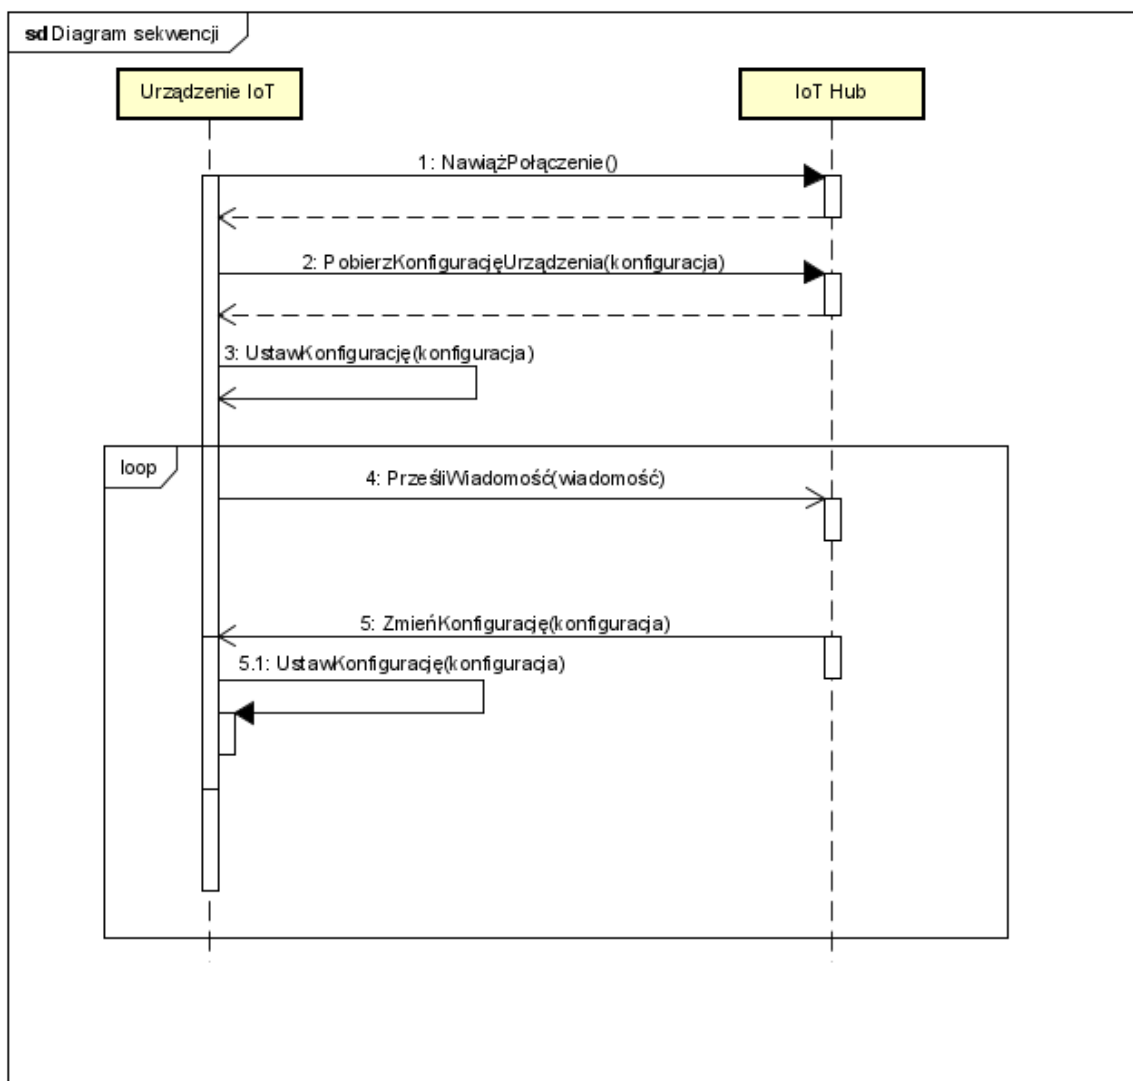 sd Diagram sekwencji
Urządzenie IoT
IoT Hub
1: NawiążPołączenie()
2: PobierzKonfiguracjęUrządzenia(konfiguracja)
3: UstawKonfigurację(konfiguracja)
loop
4: PrześliWiadomość(wiadomość)
5: ZmieńKonfigurację(konfiguracja)
5.1: UstawKonfigurację(konfiguracja)